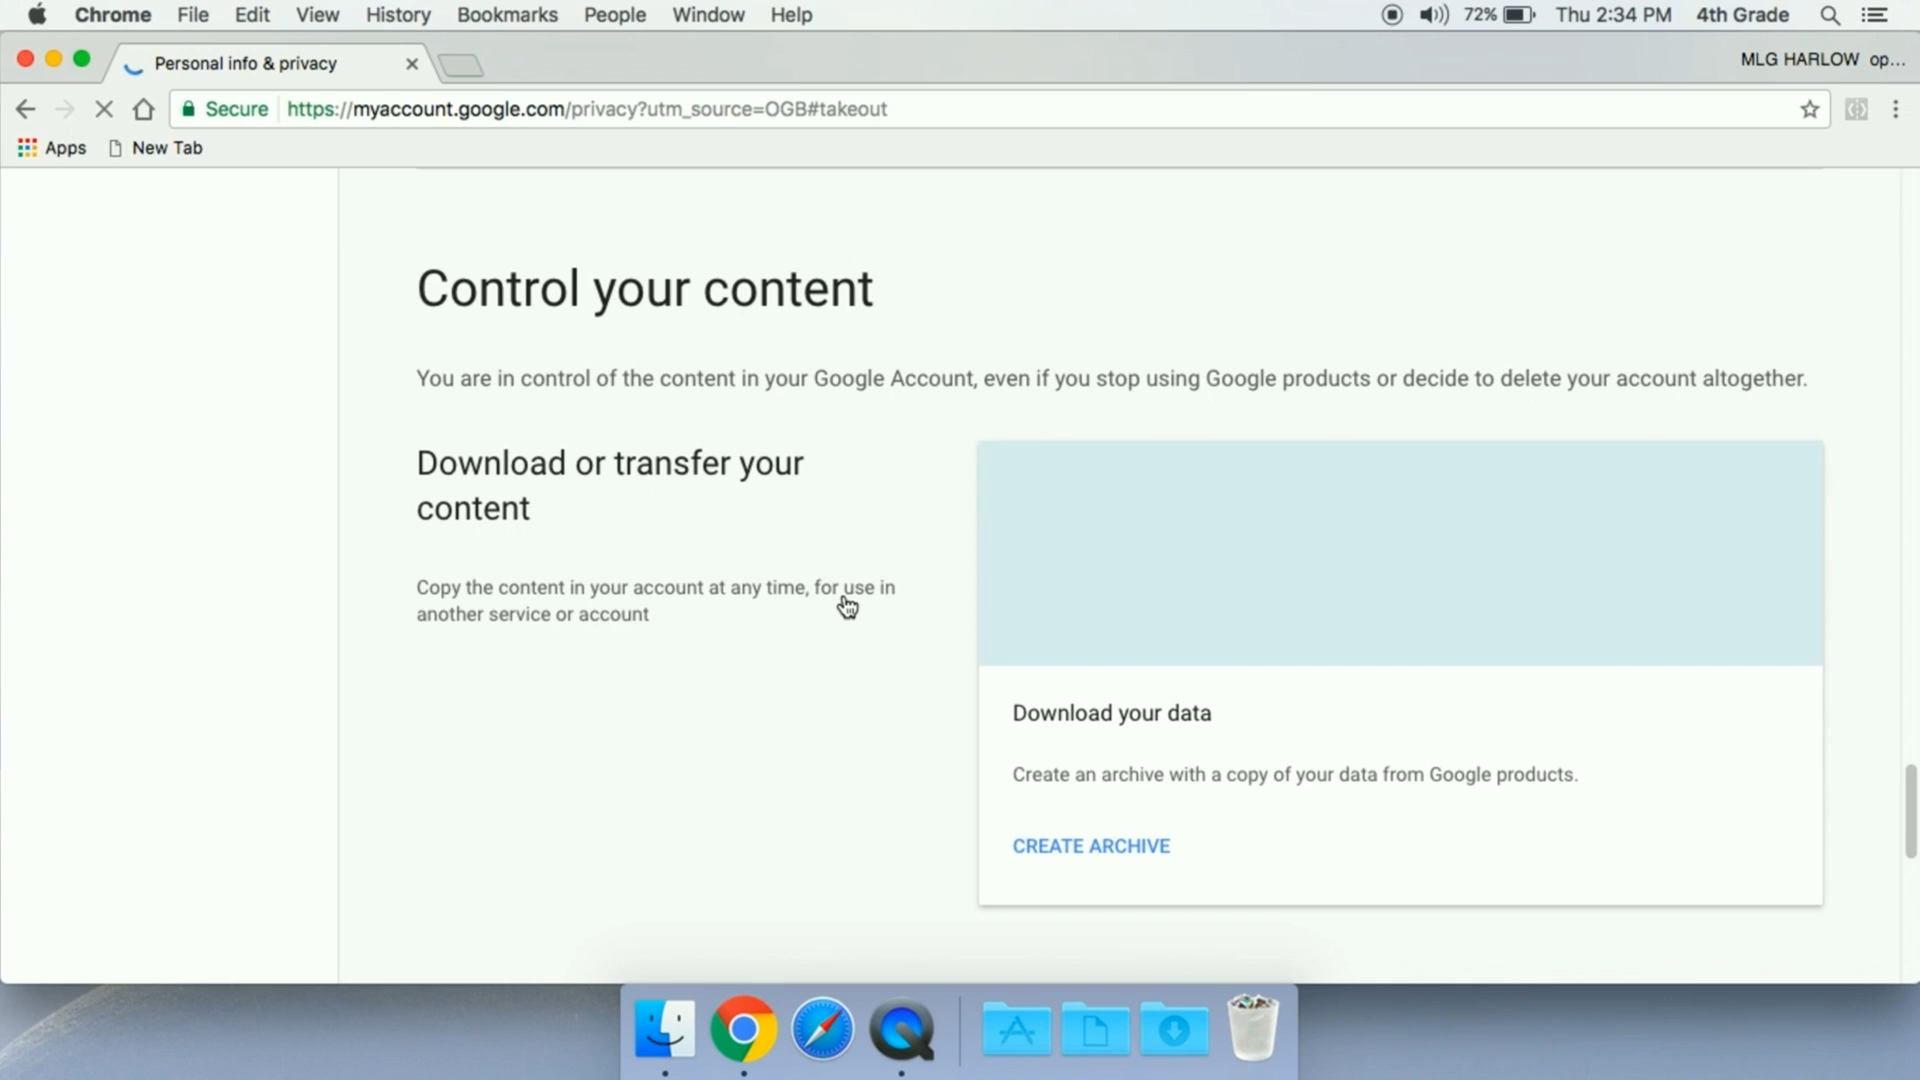 Chrome File Edit View History Bookmarks People Window Help 72% Thu 2:34 PM 4th Grade
Personal info & privacy MLG HARLOW op...
Secure https://myaccount.google.com/privacy?utm_source=OGB#takeout
Apps New Tab
Control your content
You are in control of the content in your Google Account, even if you stop using Google products or decide to delete your account altogether.
Download or transfer your
content
Copy the content in your account at any time, for use in
another service or account
Download your data
Create an archive with a copy of your data from Google products.
CREATE ARCHIVE